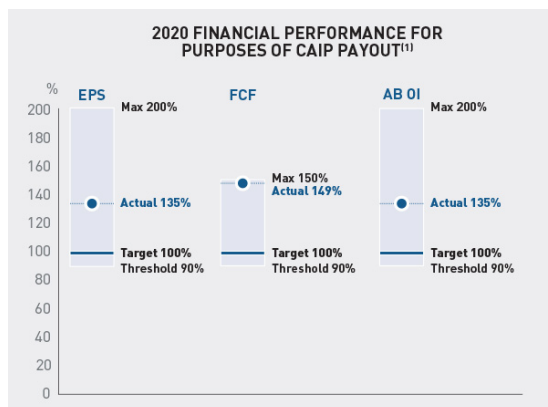 2020 FINANCIAL PERFORMANCE FOR
PURPOSES OF CAIP PAYOUT(1)
%
EPS
FCF
AB OI
200
180
160
140
120
100
80
60
40
20
0
Max 200%
Actual 135%
Target 100%
Threshold 90%
Max 150%
Actual 149%
Target 100%
Threshold 90%
Max 200%
Actual 135%
Target 100%
Threshold 90%